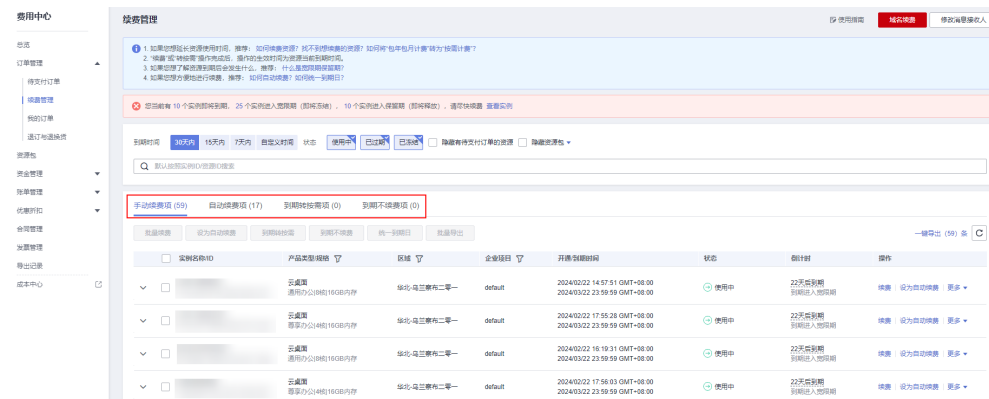 费用中心
续费管理
使用指南
域名续费
修改消息接收人
总览
订单管理
待支付订单
续费管理
我的订单
退订与退换货
资源包
资金管理
账单管理
优惠折扣
合同管理
发票管理
导出记录
成本中心
1. 如果您想延长资源使用时间，推荐： 如何续费资源？ 找不到想续费的资源？ 如何将"包年包月计费"转为"按需计费"？
2. "续费"或"转按需"操作完成后，操作的生效时间为资源当前到期时间。
3. 如果您想了解资源到期后会发生什么，推荐： 什么是宽限期保留期？
4. 如果您想方便地进行续费，推荐： 如何自动续费？ 如何统一到期日？
您当前有 10 个实例即将到期， 25 个实例进入宽限期（即将冻结）， 10 个实例进入保留期（即将释放），请尽快续费 查看实例
到期时间 30天内 15天内 7天内 自定义时间 状态 使用中 已过期 已冻结 隐藏有待支付订单的资源 隐藏资源包
默认按照实例ID/资源ID搜索
手动续费项 (59) 自动续费项 (17) 到期转按需项 (0) 到期不续费项 (0)
批量续费 设为自动续费 到期转按需 到期不续费 统一到期日 批量导出
一键导出 (59) 条
实例名称/ID 产品类型/规格 区域 企业项目 开通/到期时间 状态 倒计时 操作
云桌面
通用办公|8核|16GB内存
华北-乌兰察布二零一 default
2024/02/22 14:57:51 GMT+08:00
2024/03/22 23:59:59 GMT+08:00
使用中
22天后到期
到期进入宽限期
续费 设为自动续费 更多
云桌面
尊享办公|4核|16GB内存
华北-乌兰察布二零一 default
2024/02/22 17:55:28 GMT+08:00
2024/03/22 23:59:59 GMT+08:00
使用中
22天后到期
到期进入宽限期
续费 设为自动续费 更多
云桌面
通用办公|8核|16GB内存
华北-乌兰察布二零一 default
2024/02/22 16:19:31 GMT+08:00
2024/03/22 23:59:59 GMT+08:00
使用中
22天后到期
到期进入宽限期
续费 设为自动续费 更多
云桌面
尊享办公|4核|16GB内存
华北-乌兰察布二零一 default
2024/02/22 17:56:03 GMT+08:00
2024/03/22 23:59:59 GMT+08:00
使用中
22天后到期
到期进入宽限期
续费 设为自动续费 更多